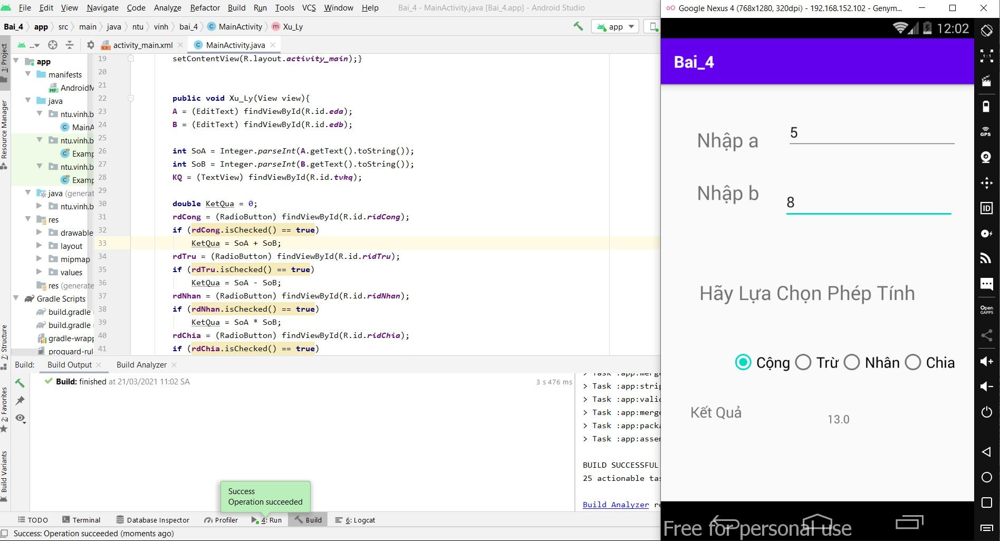 File Edit View Navigate Code Analyze Refactor Build Run Tools VCS Window Help Bai_4 - MainActivity.java [Bai_4.app] - Android Studio
Bai_4 app src main java ntu vinh bai_4 MainActivity Xu_Ly app
... activity_main.xml MainActivity.java
1: Project
Resource Manager
7: Structure
2: Favorites
Build Variants
app
manifests
AndroidM
java
ntu.vinh.b
MainA
ntu.vinh.b
Examp
ntu.vinh.b
Examp
java (generat
ntu.vinh.b
res
drawable
layout
mipmap
values
res (generate
Gradle Scripts
build.gradle
build.gradle
gradle-wrapp
proguard-rul
19 setContentView(R.layout.activity_main);}
20
21
22 public void Xu_Ly(View view){
23 A = (EditText) findViewById(R.id.eda);
24 B = (EditText) findViewById(R.id.edb);
25
26 int SoA = Integer.parseInt(A.getText().toString());
27 int SoB = Integer.parseInt(B.getText().toString());
28 KQ = (TextView) findViewById(R.id.tvkq);
29
30 double KetQua = 0;
31 rdCong = (RadioButton) findViewById(R.id.ridCong);
32 if (rdCong.isChecked() == true)
33 KetQua = SoA + SoB;
34 rdTru = (RadioButton) findViewById(R.id.ridTru);
35 if (rdTru.isChecked() == true)
36 KetQua = SoA - SoB;
37 rdNhan = (RadioButton) findViewById(R.id.ridNhan);
38 if (rdNhan.isChecked() == true)
39 KetQua = SoA * SoB;
40 rdChia = (RadioButton) findViewById(R.id.ridChia);
41 if (rdChia.isChecked() == true)
Build: Build Output Build Analyzer
Build: finished at 21/03/2021 11:02 SA 3 s 476 ms
> Task :app:merge
> Task :app:strip
> Task :app:valid
> Task :app:merge
> Task :app:packa
> Task :app:assem
BUILD SUCCESSFUL
25 actionable tas
Build Analyzer re
Success
Operation succeeded
TODO Terminal Database Inspector Profiler 4: Run Build 6: Logcat
Success: Operation succeeded (moments ago)
Google Nexus 4 (768x1280, 320dpi) - 192.168.152.102 - Genym...
12:02
Bai_4
Nhập a 5
Nhập b 8
Hãy Lựa Chọn Phép Tính
Cộng Trừ Nhân Chia
Kết Quả 13.0
Free for personal use
1:1
GPS
ID
Open
GAPPS